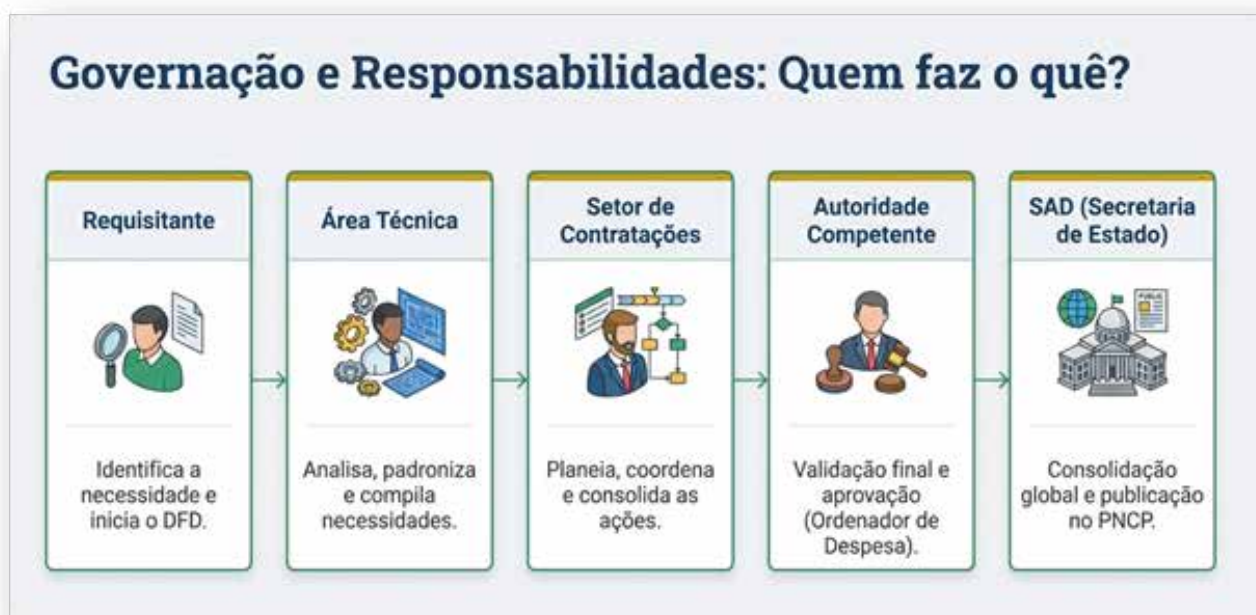 Governação e Responsabilidades: Quem faz o quê?
Requisitante
Identifica a
necessidade e
inicia o DFD.
Área Técnica
Analisa, padroniza
e compila
necessidades.
Setor de
Contratações
Planeia, coordena
e consolida as
ações.
Autoridade
Competente
Validação final e
aprovação
(Ordenador de
Despesa).
SAD (Secretaria
de Estado)
PUBLIC
Consolidação
global e publicação
no PNCP.